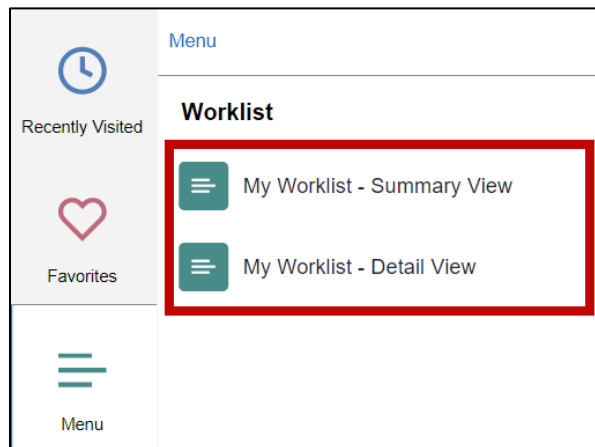 Recently Visited
Favorites
Menu
Menu
Worklist
My Worklist - Summary View
My Worklist - Detail View